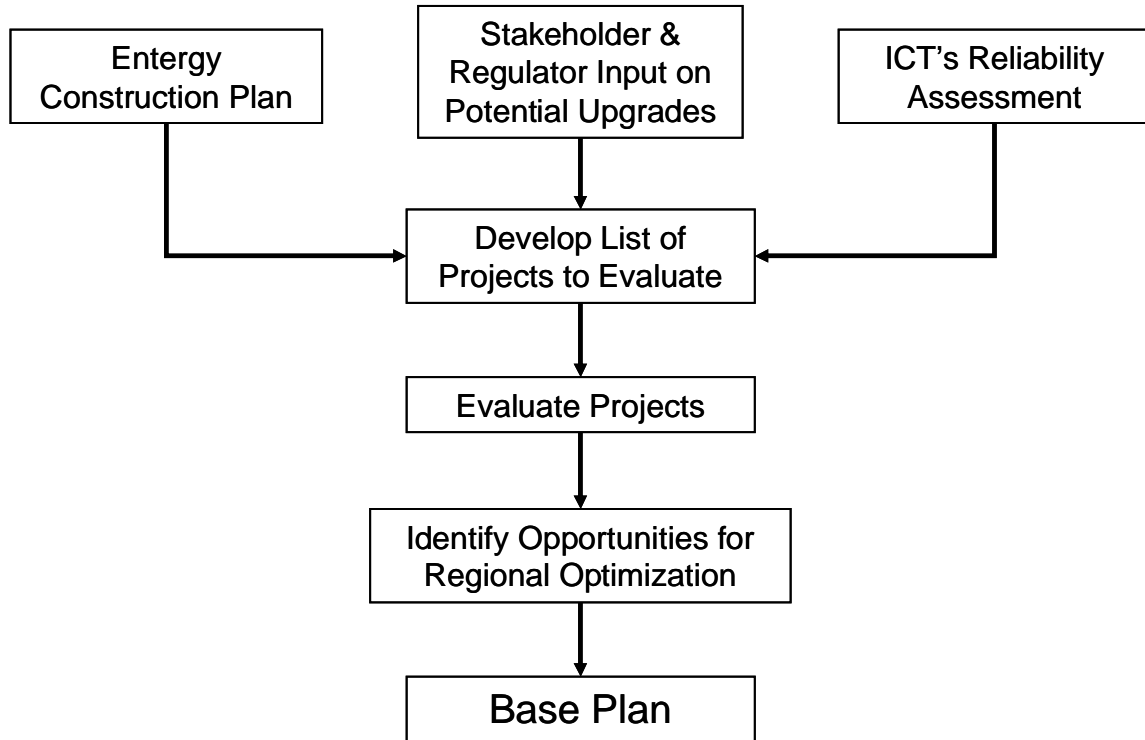 Entergy
Construction Plan
Stakeholder &
Regulator Input on
Potential Upgrades
ICT's Reliability
Assessment
Develop List of
Projects to Evaluate
Evaluate Projects
Identify Opportunities for
Regional Optimization
Base Plan